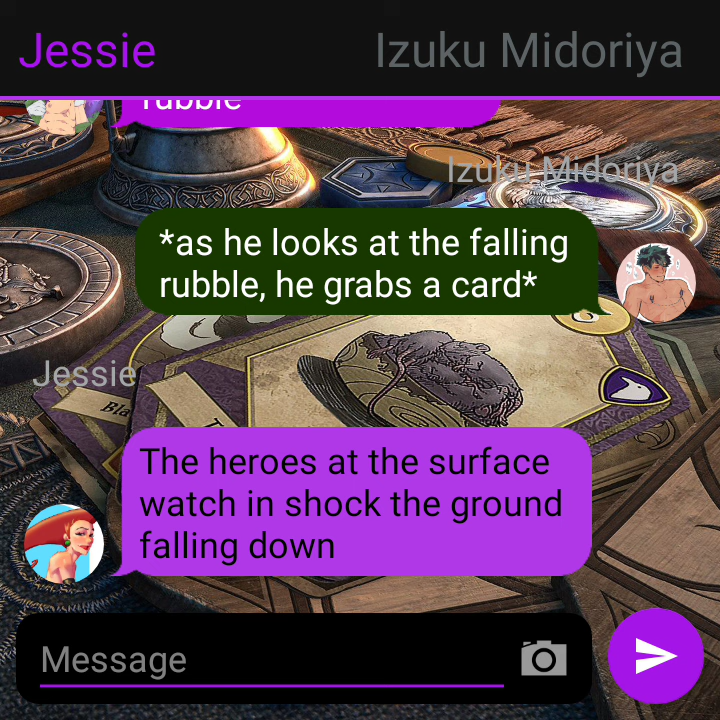 Jessie
Izuku Midoriya
rubble
Izuku Midoriya
*as he looks at the falling
rubble, he grabs a card*
Jessie
The heroes at the surface
watch in shock the ground
falling down
Message